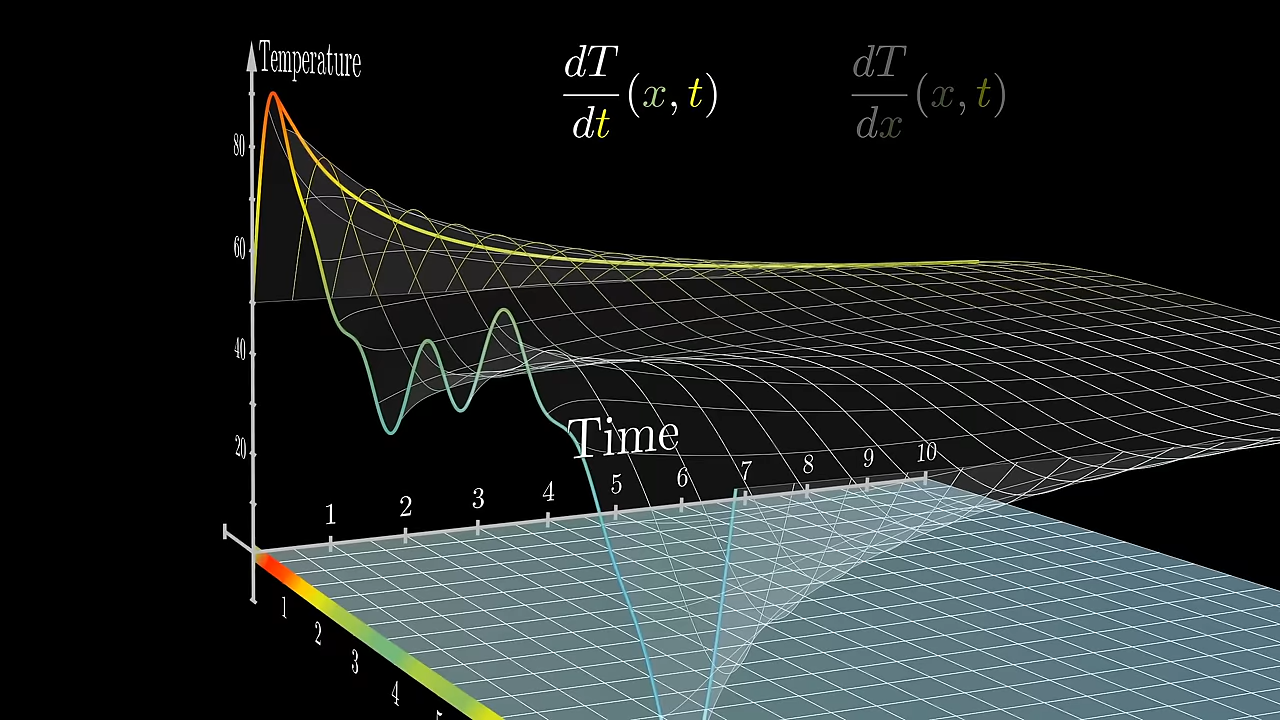 Temperature
dT/dt (x, t)
dT/dx (x, t)
80
60
40
20
Time
1 2 3 4 5 6 7 8 9 10
1
2
3
4